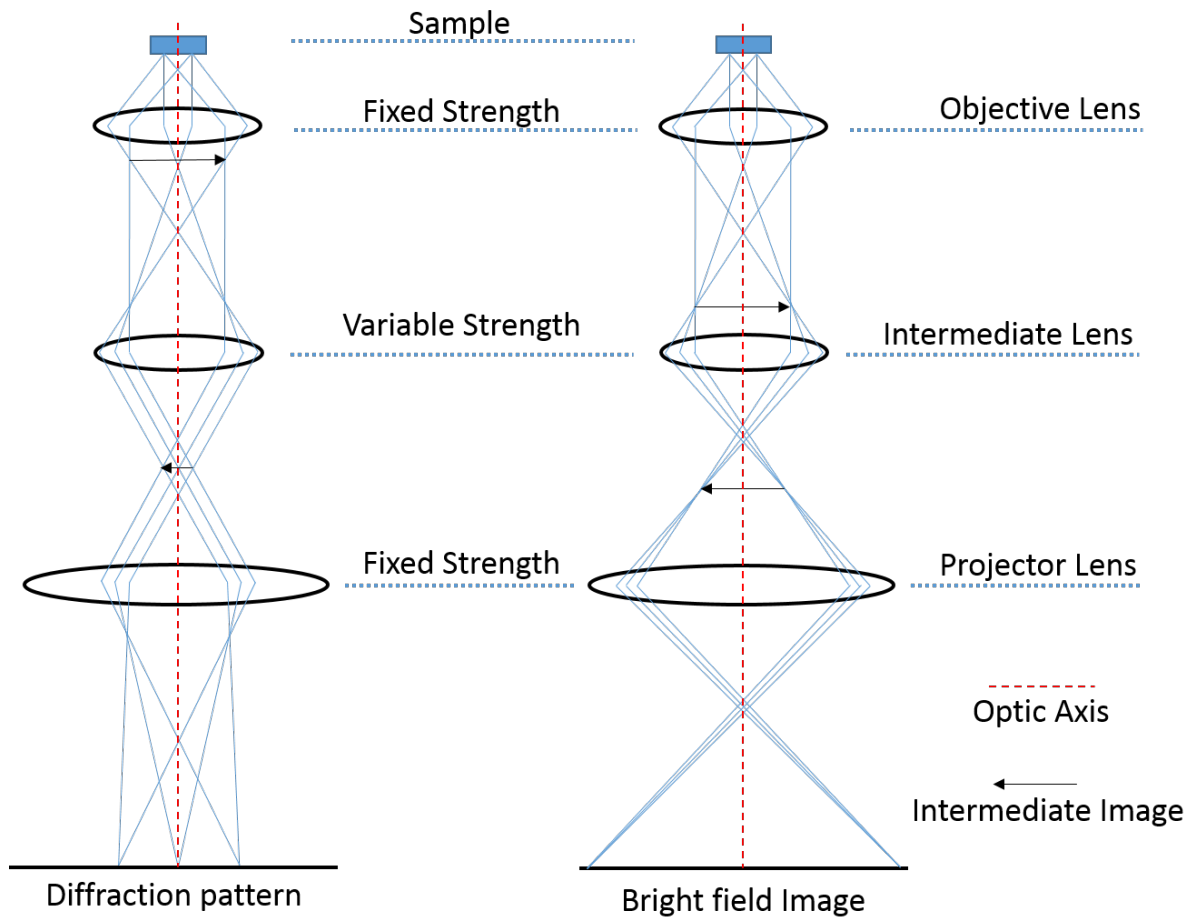 Sample
Fixed Strength
Objective Lens
Variable Strength
Intermediate Lens
Fixed Strength
Projector Lens
Optic Axis
Intermediate Image
Diffraction pattern
Bright field Image